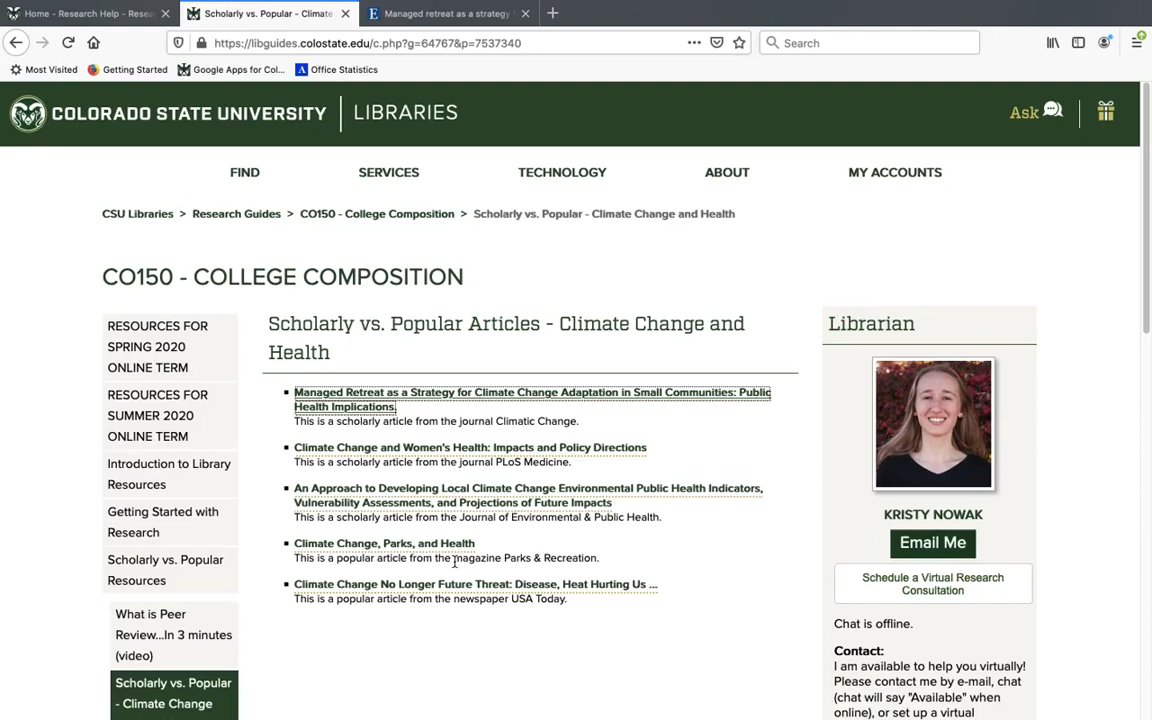 Home - Research Help - Resea
Scholarly vs. Popular - Climate
Managed retreat as a strategy
https://libguides.colostate.edu/c.php?g=64767&p=7537340
Search
Most Visited
Getting Started
Google Apps for Col...
Office Statistics
COLORADO STATE UNIVERSITY
LIBRARIES
Ask
FIND
SERVICES
TECHNOLOGY
ABOUT
MY ACCOUNTS
CSU Libraries > Research Guides > CO150 - College Composition > Scholarly vs. Popular - Climate Change and Health
CO150 - COLLEGE COMPOSITION
RESOURCES FOR
SPRING 2020
ONLINE TERM
RESOURCES FOR
SUMMER 2020
ONLINE TERM
Introduction to Library
Resources
Getting Started with
Research
Scholarly vs. Popular
Resources
What is Peer
Review...In 3 minutes
(video)
Scholarly vs. Popular
- Climate Change
Scholarly vs. Popular Articles - Climate Change and
Health
Managed Retreat as a Strategy for Climate Change Adaptation in Small Communities: Public
Health Implications.
This is a scholarly article from the journal Climatic Change.
Climate Change and Women's Health: Impacts and Policy Directions
This is a scholarly article from the journal PLoS Medicine.
An Approach to Developing Local Climate Change Environmental Public Health Indicators,
Vulnerability Assessments, and Projections of Future Impacts
This is a scholarly article from the Journal of Environmental & Public Health.
Climate Change, Parks, and Health
This is a popular article from the magazine Parks & Recreation.
Climate Change No Longer Future Threat: Disease, Heat Hurting Us ...
This is a popular article from the newspaper USA Today.
Librarian
KRISTY NOWAK
Email Me
Schedule a Virtual Research
Consultation
Chat is offline.
Contact:
I am available to help you virtually!
Please contact me by e-mail, chat
(chat will say "Available" when
online), or set up a virtual